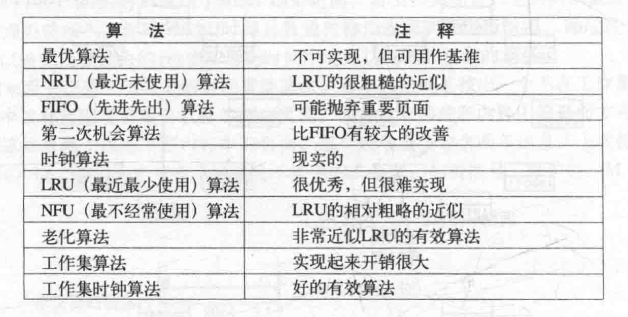 算 法 注 释
最优算法 不可实现，但可用作基准
NRU（最近未使用）算法 LRU的很粗糙的近似
FIFO（先进先出）算法 可能抛弃重要页面
第二次机会算法 比FIFO有较大的改善
时钟算法 现实的
LRU（最近最少使用）算法 很优秀，但很难实现
NFU（最不经常使用）算法 LRU的相对粗略的近似
老化算法 非常近似LRU的有效算法
工作集算法 实现起来开销很大
工作集时钟算法 好的有效算法